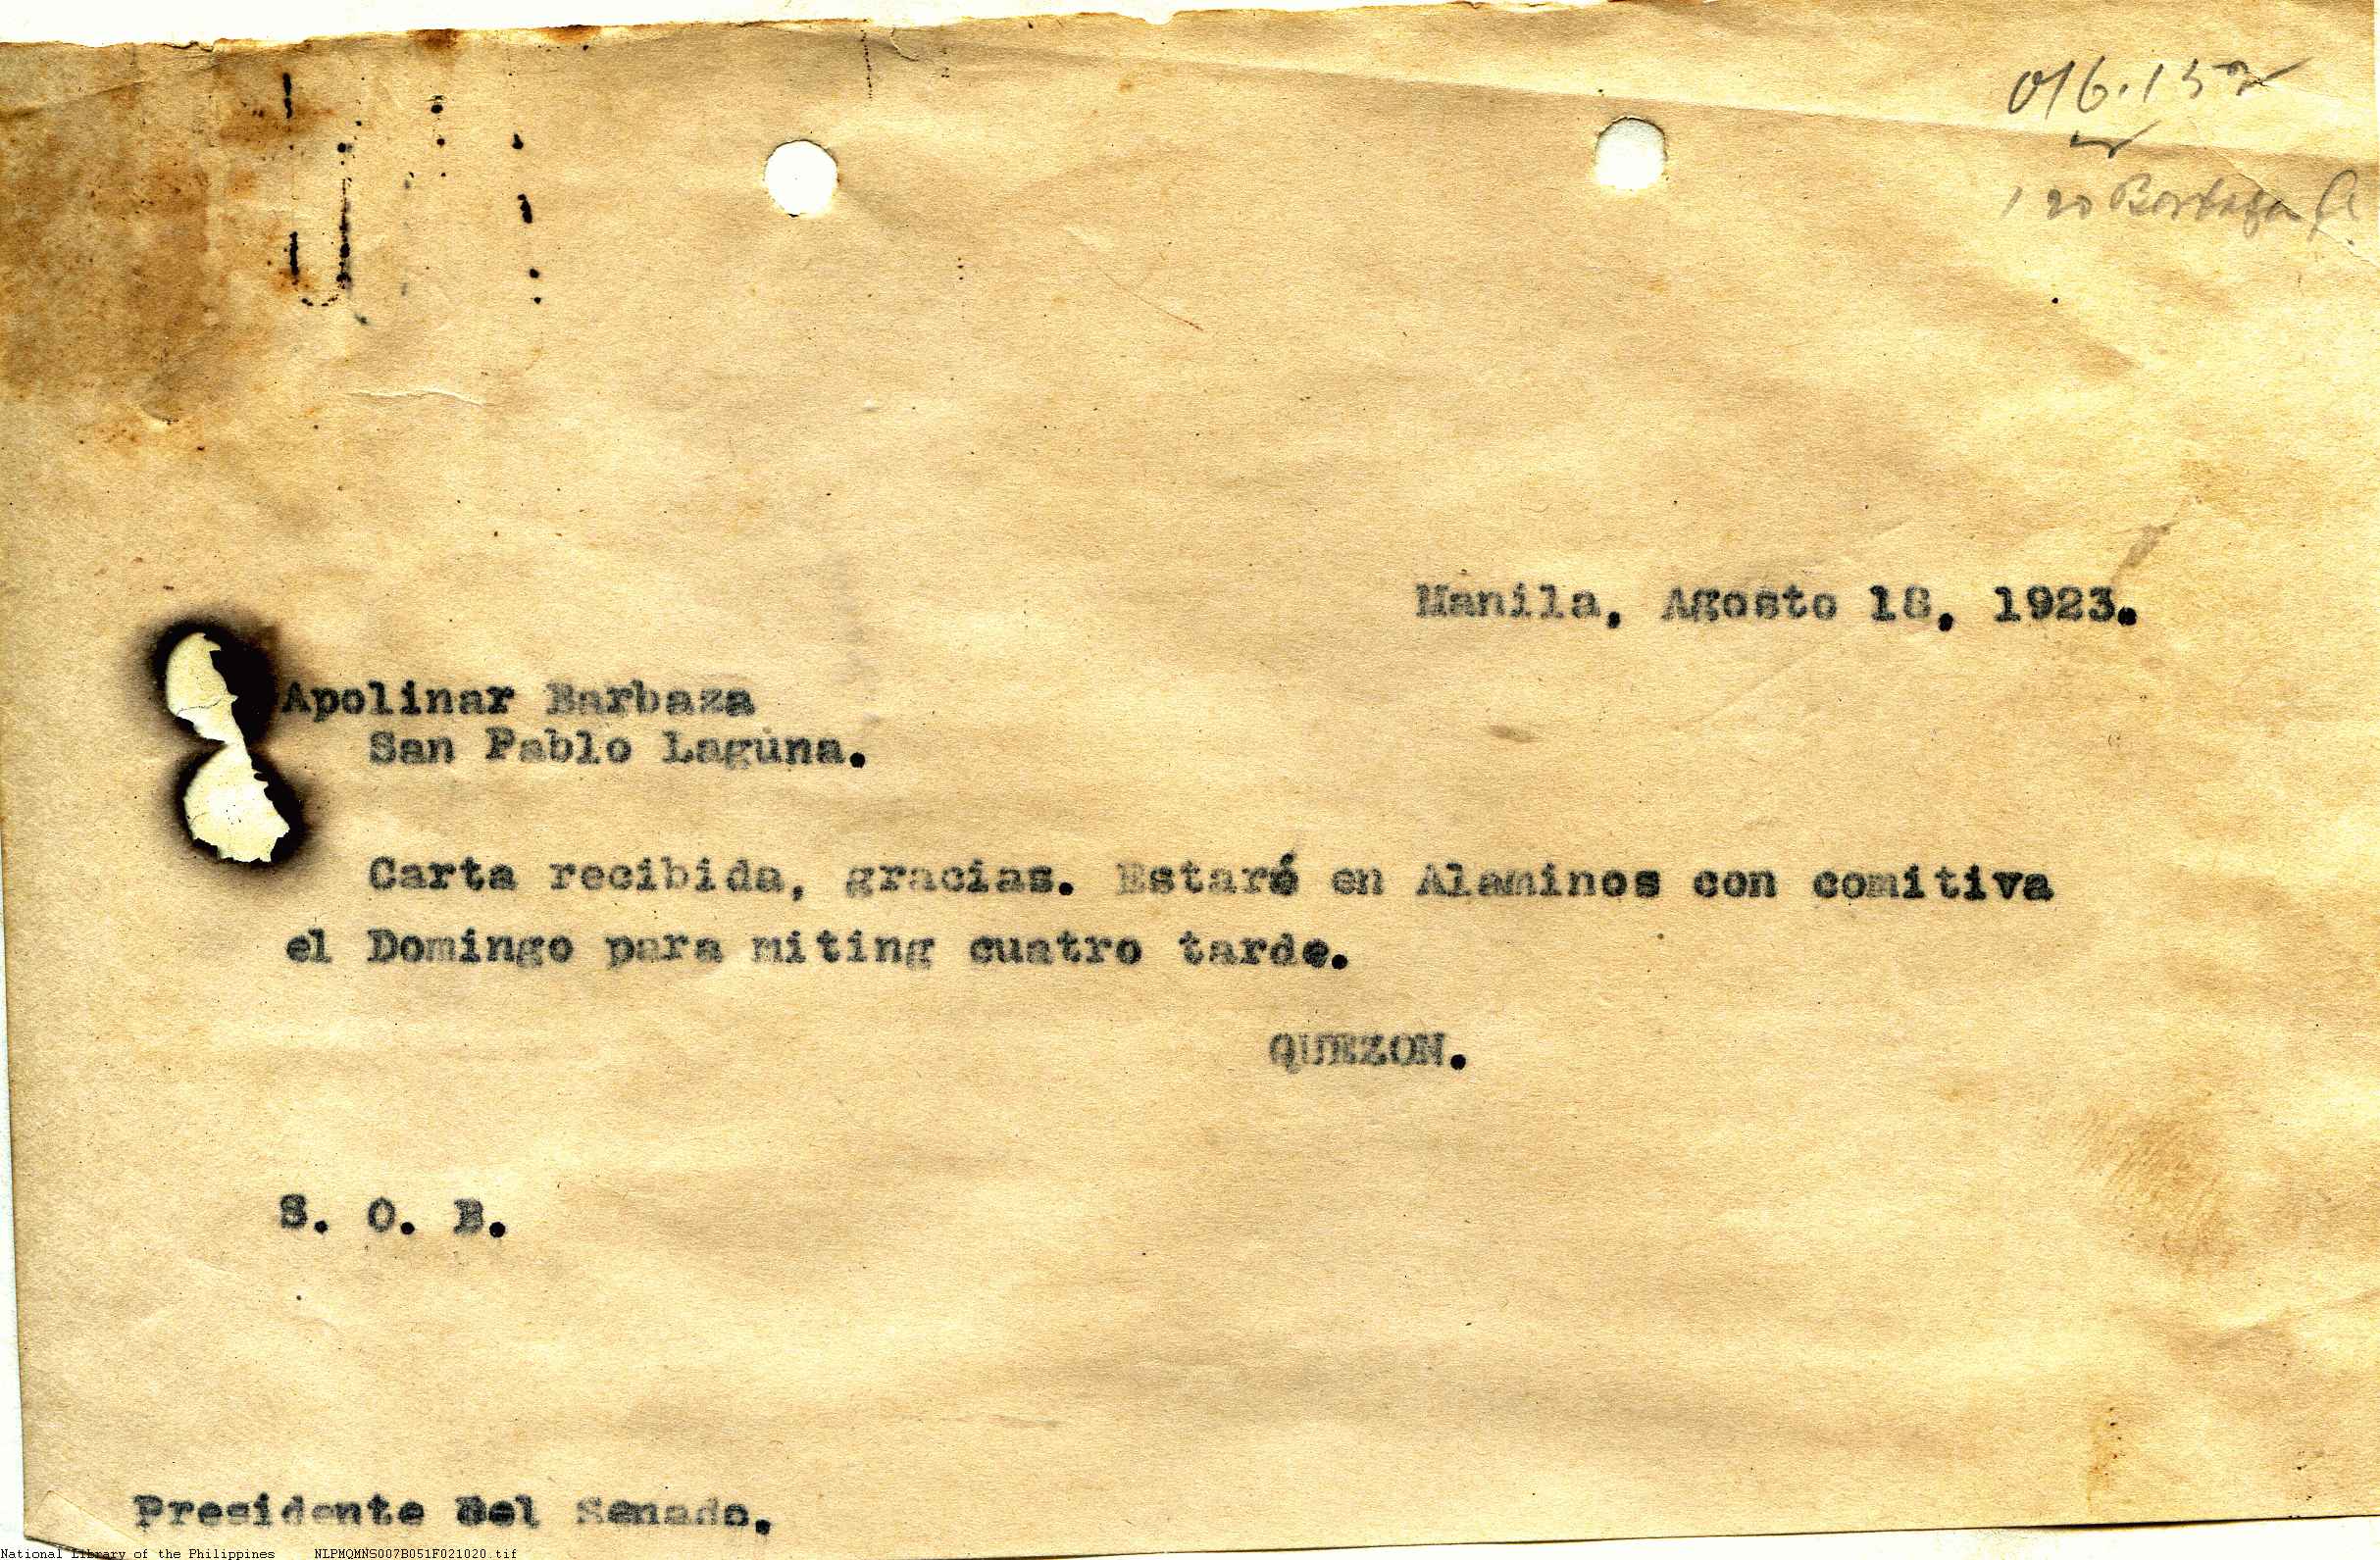 016.152
Manila, Agosto 18, 1923.
Apolinar Barbaza
San Pablo Laguna.
Carta recibida, gracias. Estaré en Alaminos con comitiva
el Domingo para miting cuatro tarde.
QUEZON.
S. O. B.
Presidente Del Senado.
National Library of the Philippines NLPMQMNS007B051F021020.tif